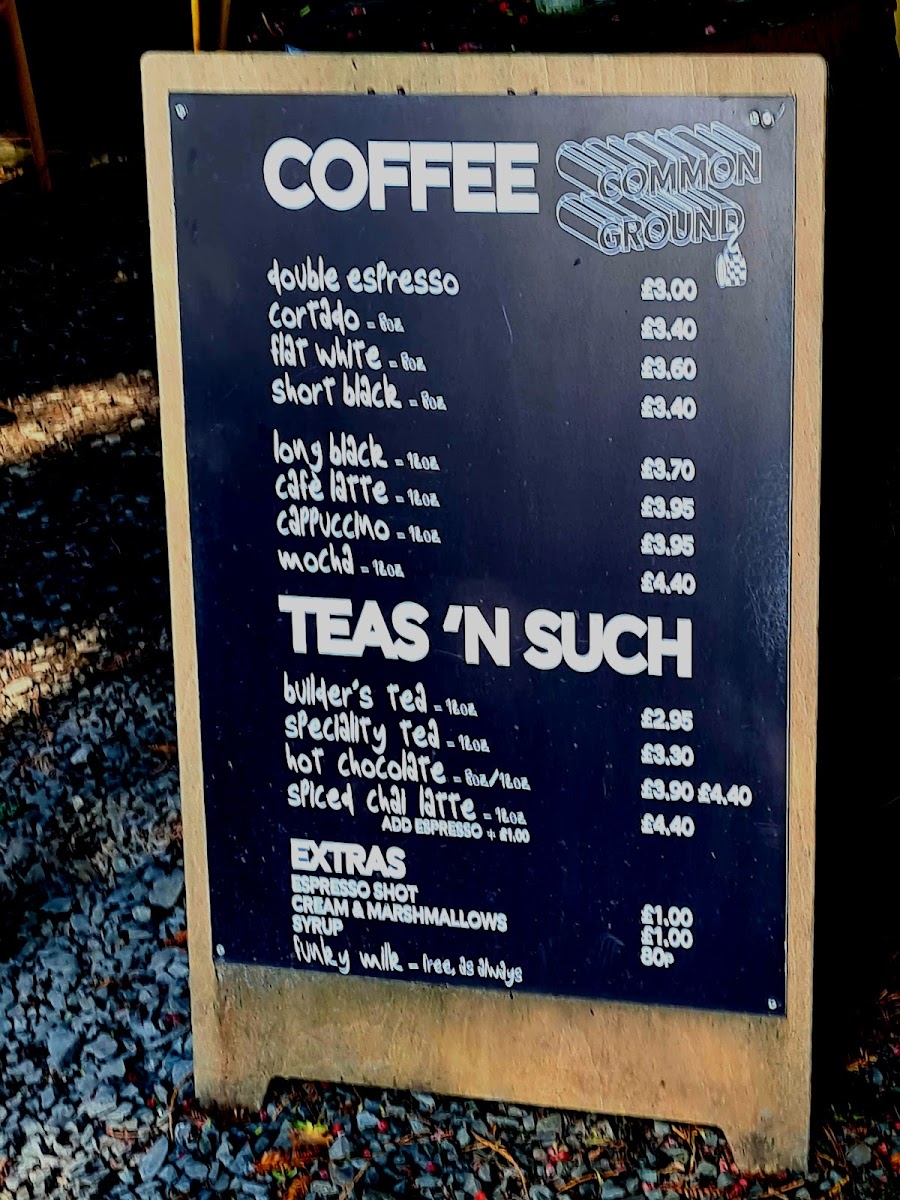 COFFEE
COMMON
GROUND
double espresso £3.00
cortado - 8oz £3.40
flat white - 8oz £3.60
short black - 8oz £3.40
long black - 12oz £3.70
cafè latte - 12oz £3.95
cappuccino - 12oz £3.95
mocha - 12oz £4.40
TEAS 'N SUCH
builder's tea - 12oz £2.95
speciality tea - 12oz £3.30
hot chocolate - 8oz/12oz £3.90 £4.40
spiced chai latte - 12oz £4.40
ADD ESPRESSO + £1.00
EXTRAS
ESPRESSO SHOT £1.00
CREAM & MARSHMALLOWS £1.00
SYRUP 80P
funky milk - free, as always